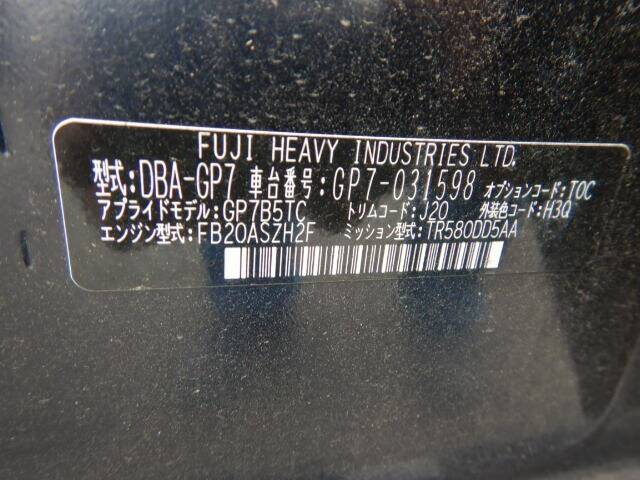 FUJI HEAVY INDUSTRIES LTD.
型式:DBA-GP7 車台番号:GP7-031598 オプションコード:TOC
アプライドモデル:GP7B5TC トリムコード:J20 外装色コード:H3Q
エンジン型式:FB20ASZH2F ミッション型式:TR580DD5AA